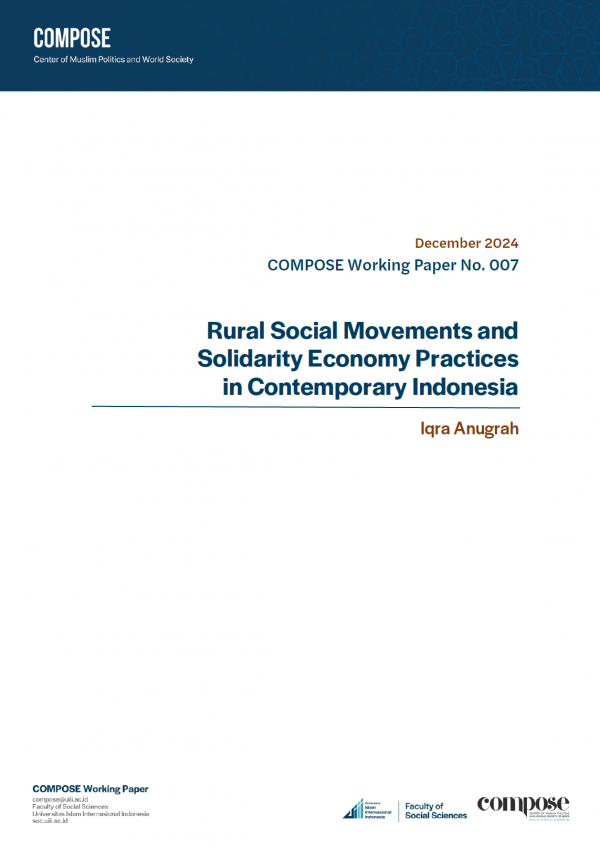 COMPOSE
Center of Muslim Politics and World Society
December 2024
COMPOSE Working Paper No. 007
Rural Social Movements and
Solidarity Economy Practices
in Contemporary Indonesia
Iqra Anugrah
COMPOSE Working Paper
compose@uiii.ac.id
Faculty of Social Sciences
Universitas Islam Internasional Indonesia
soc.uiii.ac.id
Universitas
Islam
Internasional
Indonesia
Faculty of
Social Sciences
compose